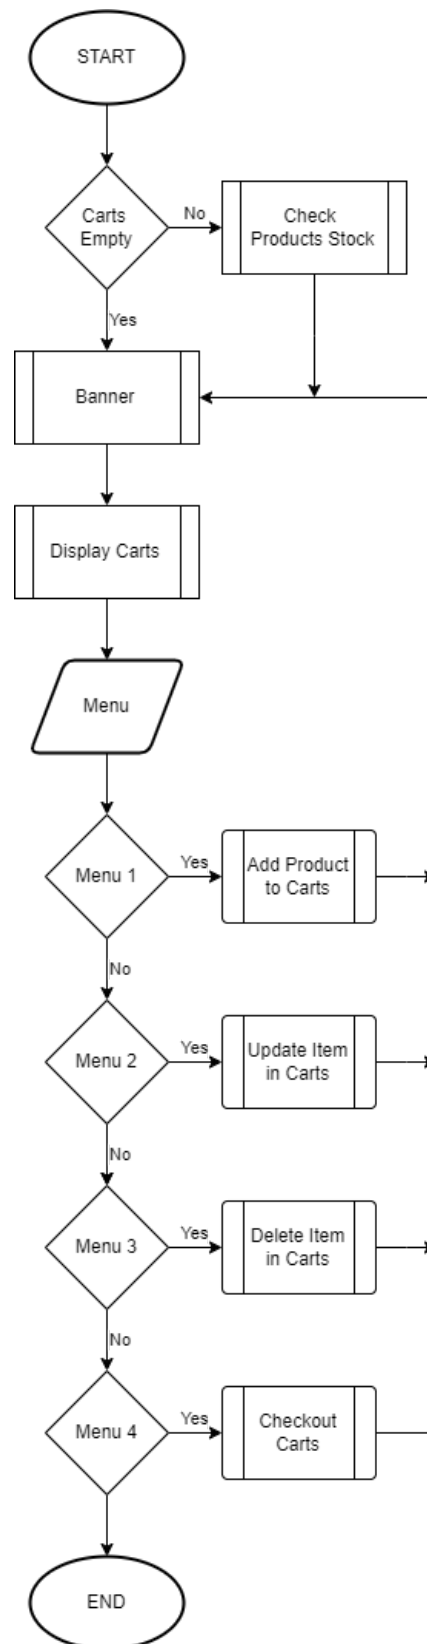 START
Carts
Empty
No
Check
Products Stock
Yes
Banner
Display Carts
Menu
Menu 1
Yes
Add Product
to Carts
No
Menu 2
Yes
Update Item
in Carts
No
Menu 3
Yes
Delete Item
in Carts
No
Menu 4
Yes
Checkout
Carts
END